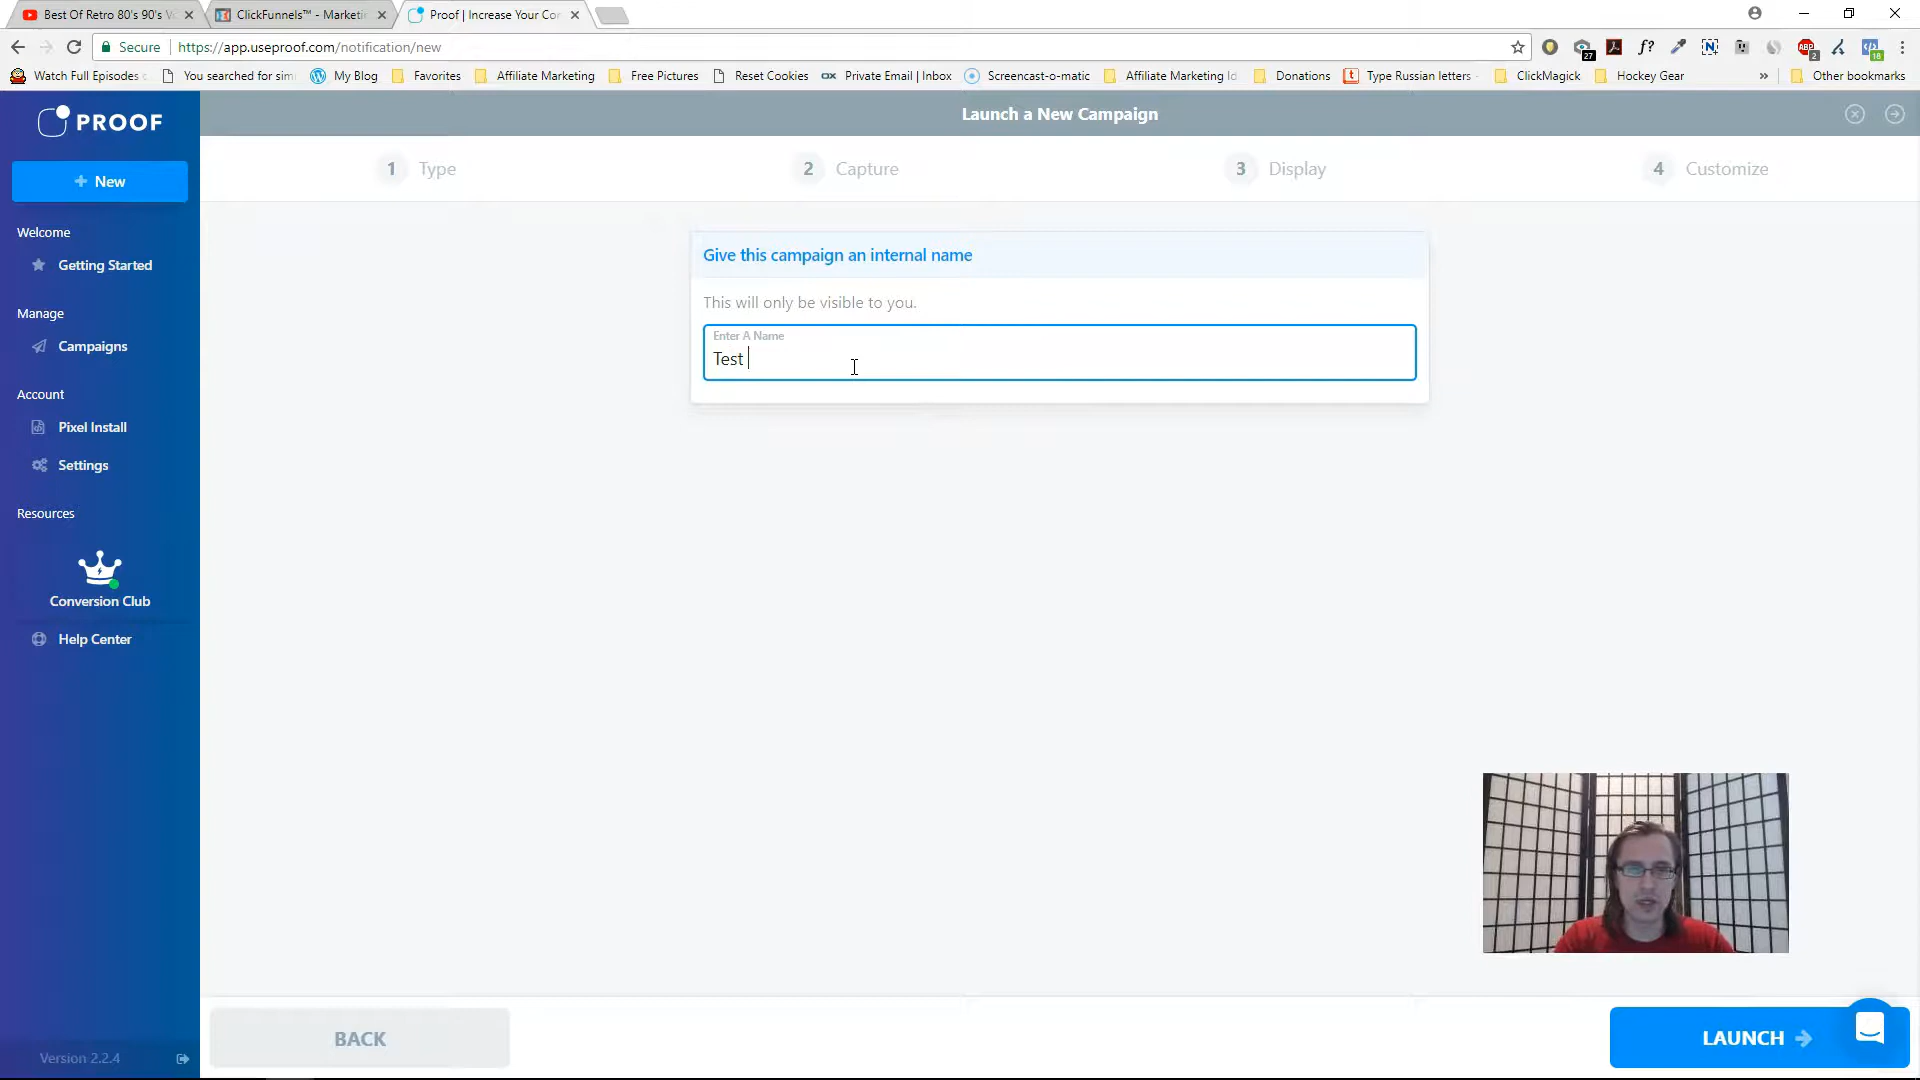 Best Of Retro 80's 90's V
ClickFunnels™ - Marketi
Proof | Increase Your Co
Secure https://app.useproof.com/notification/new
27
2
18
Watch Full Episodes
You searched for sim
My Blog
Favorites
Affiliate Marketing
Free Pictures
Reset Cookies
Private Email | Inbox
Screencast-o-matic
Affiliate Marketing Id
Donations
Type Russian letters
ClickMagick
Hockey Gear
»
Other bookmarks
PROOF
+ New
Welcome
Getting Started
Manage
Campaigns
Account
Pixel Install
Settings
Resources
Conversion Club
Help Center
Version 2.2.4
Launch a New Campaign
1 Type
2 Capture
3 Display
4 Customize
Give this campaign an internal name
This will only be visible to you.
Enter A Name
Test
BACK
LAUNCH